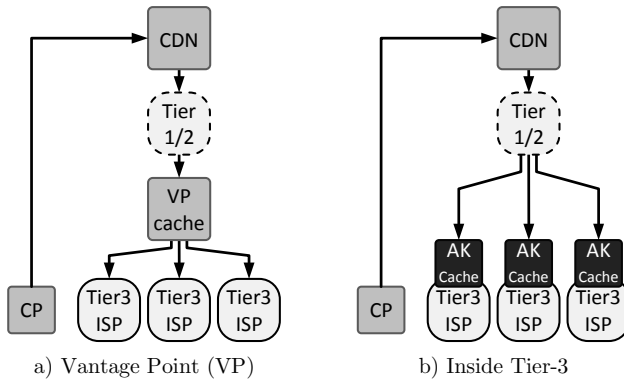 CDN
Tier
1/2
VP
cache
CP
Tier3
ISP
Tier3
ISP
Tier3
ISP
a) Vantage Point (VP)
CDN
Tier
1/2
AK
Cache
AK
Cache
AK
Cache
CP
Tier3
ISP
Tier3
ISP
Tier3
ISP
b) Inside Tier-3